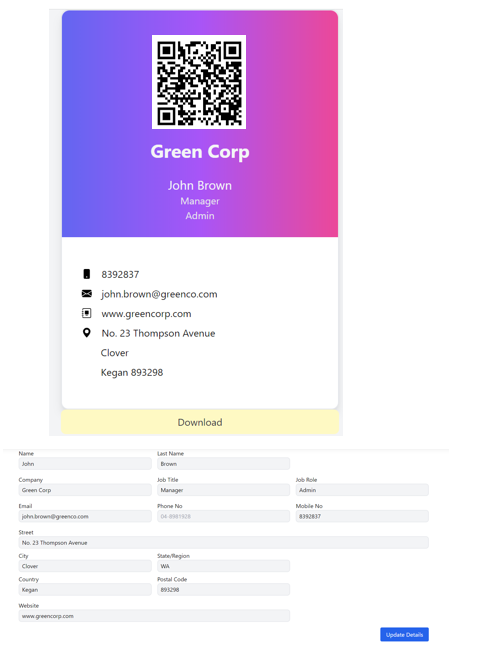 Green Corp
John Brown
Manager
Admin
8392837
john.brown@greenco.com
www.greencorp.com
No. 23 Thompson Avenue
Clover
Kegan 893298
Download
Name Last Name
John Brown
Company Job Title Job Role
Green Corp Manager Admin
Email Phone No Mobile No
john.brown@greenco.com 04-8981928 8392837
Street
No. 23 Thompson Avenue
City State/Region
Clover WA
Country Postal Code
Kegan 893298
Website
www.greencorp.com
Update Details